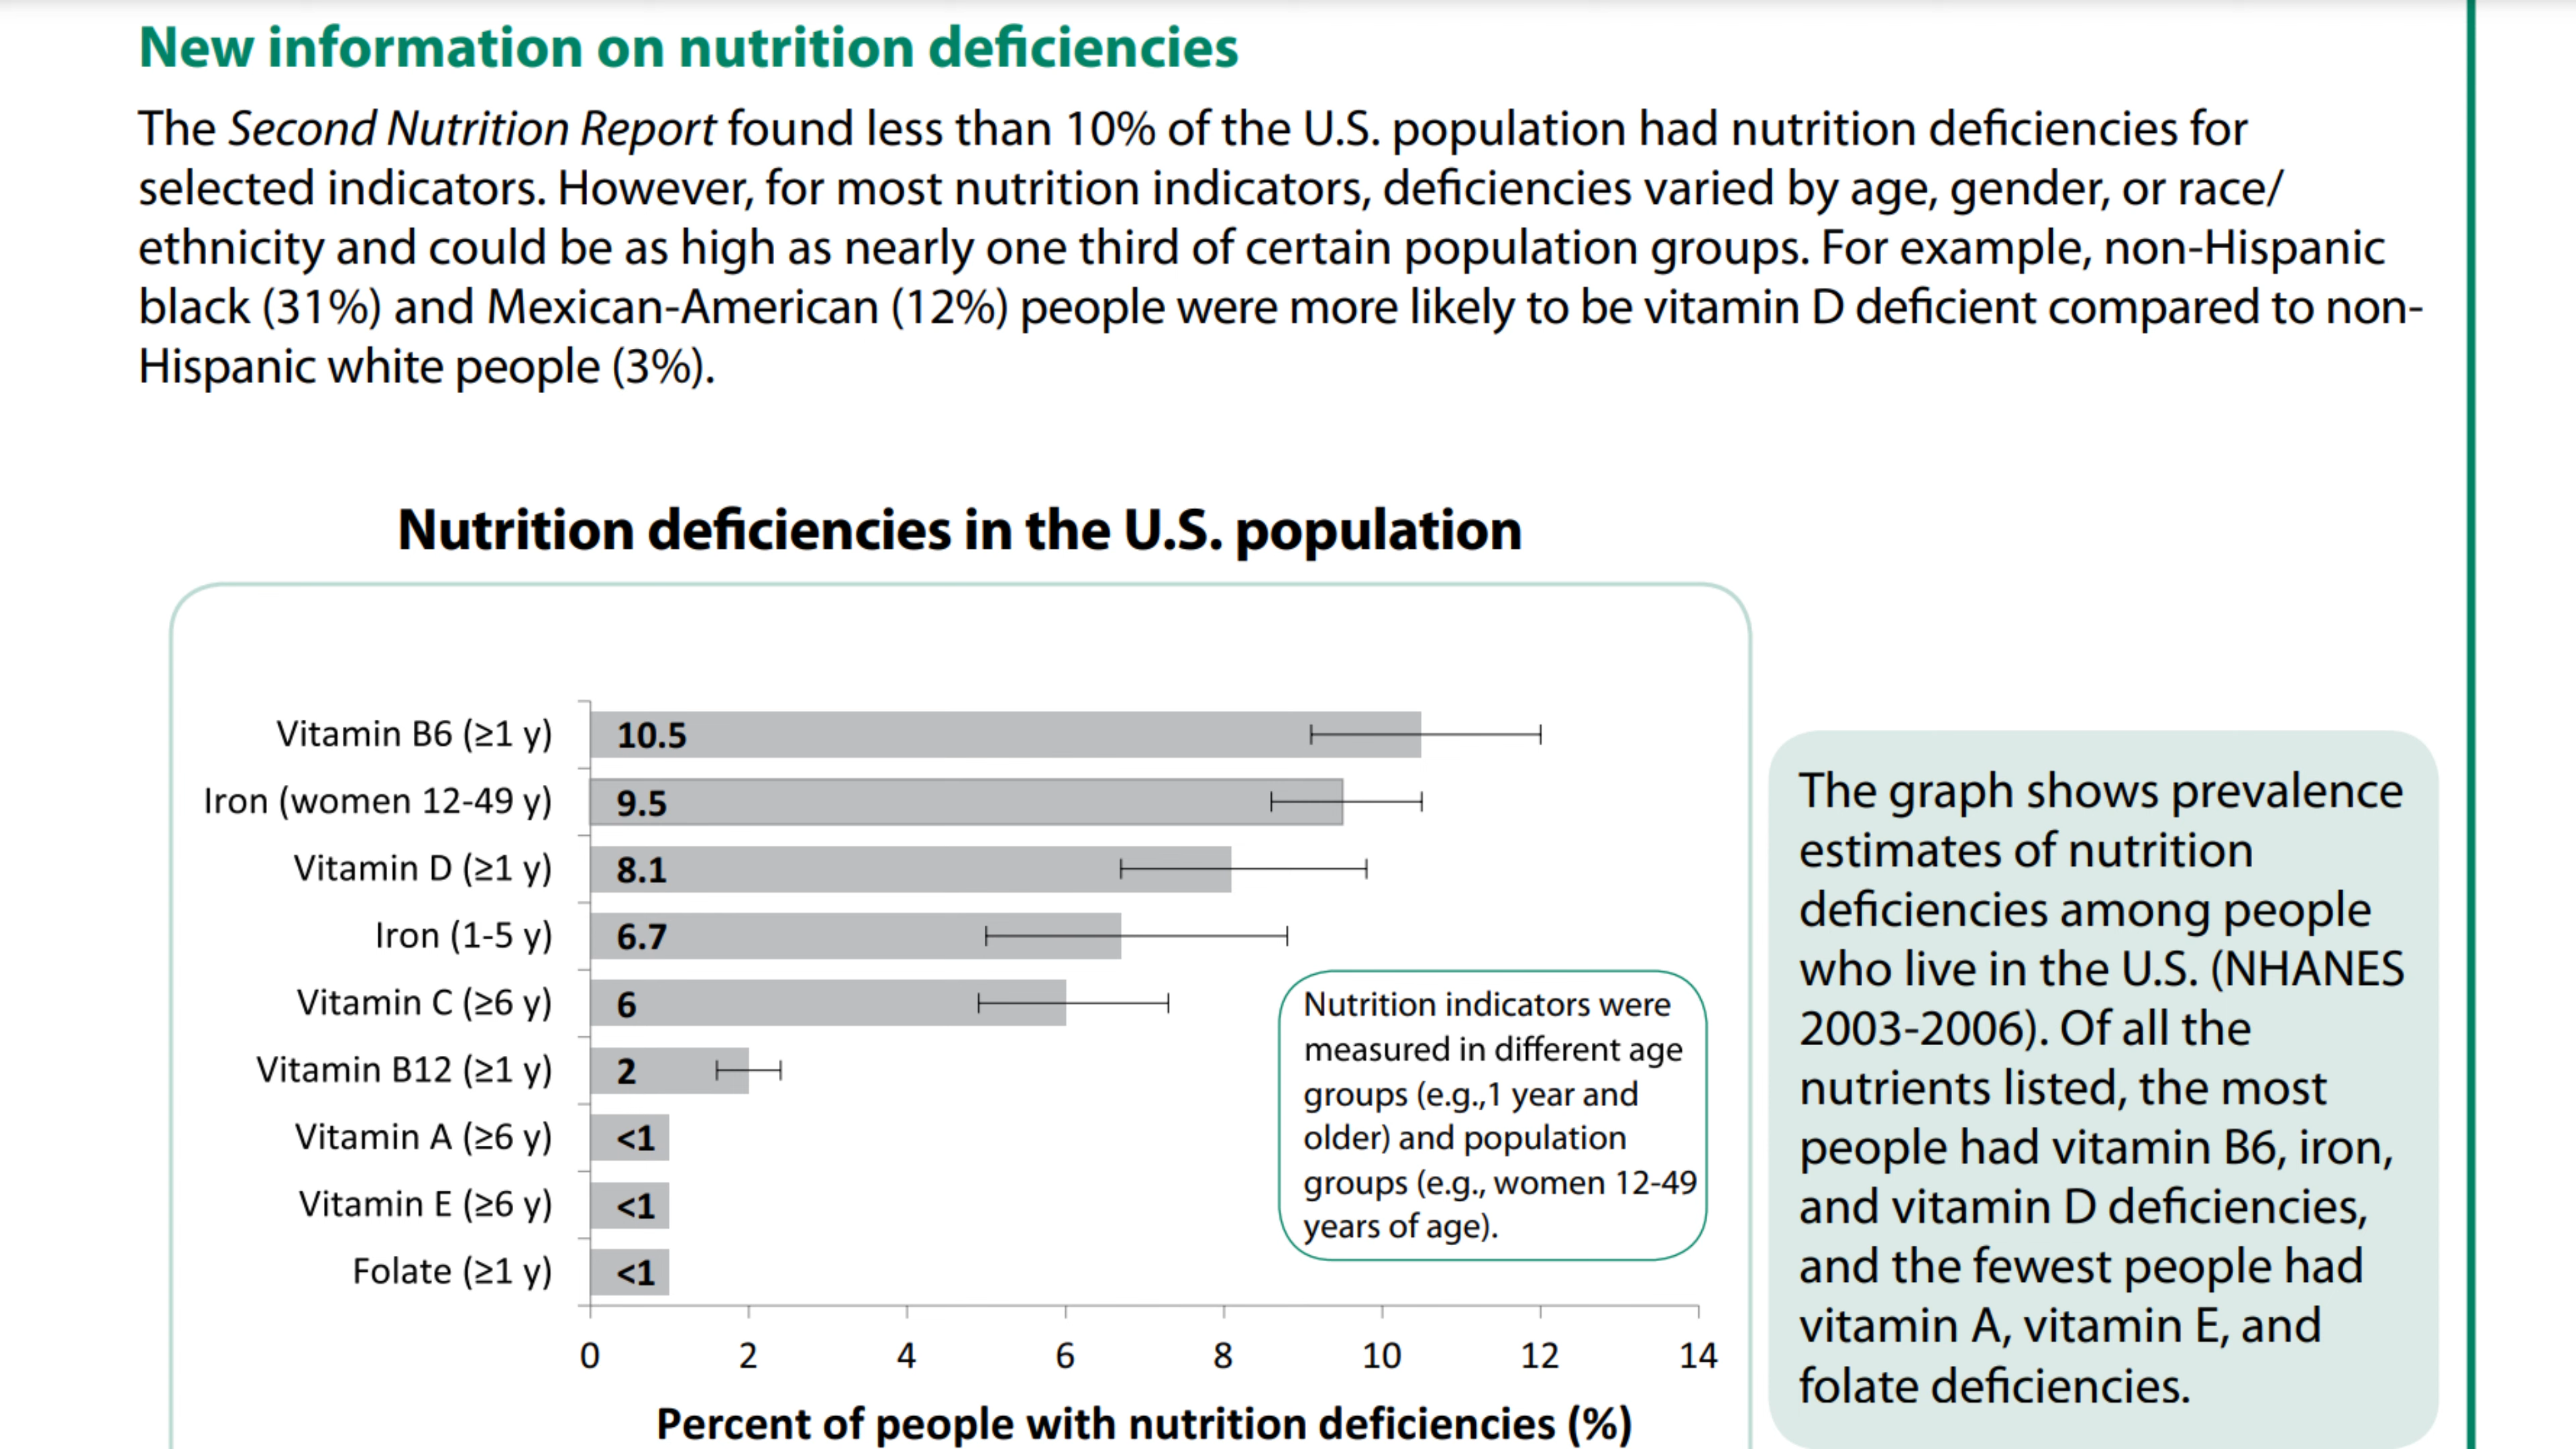 New information on nutrition deficiencies
The Second Nutrition Report found less than 10% of the U.S. population had nutrition deficiencies for
selected indicators. However, for most nutrition indicators, deficiencies varied by age, gender, or race/
ethnicity and could be as high as nearly one third of certain population groups. For example, non-Hispanic
black (31%) and Mexican-American (12%) people were more likely to be vitamin D deficient compared to non-
Hispanic white people (3%).
Nutrition deficiencies in the U.S. population
Vitamin B6 (≥1 y) 10.5
Iron (women 12-49 y) 9.5
Vitamin D (≥1 y) 8.1
Iron (1-5 y) 6.7
Vitamin C (≥6 y) 6
Vitamin B12 (≥1 y) 2
Vitamin A (≥6 y) <1
Vitamin E (≥6 y) <1
Folate (≥1 y) <1
0 2 4 6 8 10 12 14
Percent of people with nutrition deficiencies (%)
Nutrition indicators were
measured in different age
groups (e.g.,1 year and
older) and population
groups (e.g., women 12-49
years of age).
The graph shows prevalence
estimates of nutrition
deficiencies among people
who live in the U.S. (NHANES
2003-2006). Of all the
nutrients listed, the most
people had vitamin B6, iron,
and vitamin D deficiencies,
and the fewest people had
vitamin A, vitamin E, and
folate deficiencies.